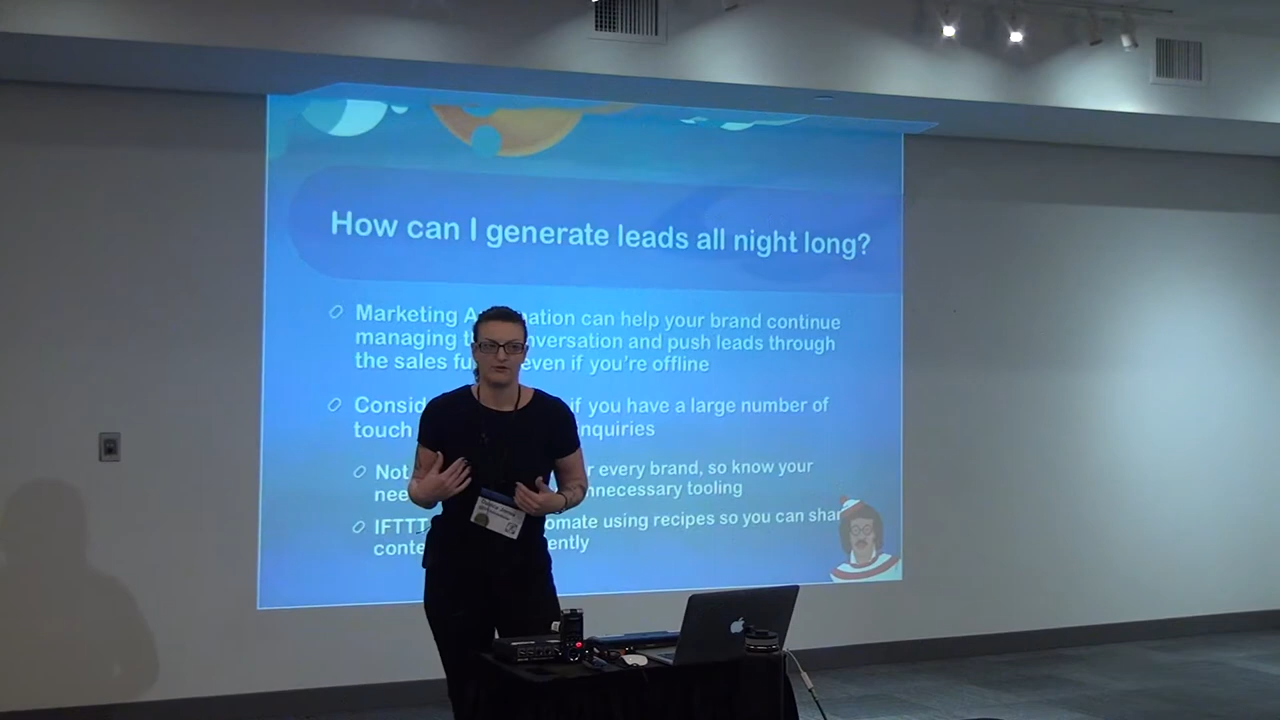 How can I generate leads all night long?
Marketing A ation can help your brand continue
managing t nversation and push leads through
the sales fu even if you're offline
Consid if you have a large number of
touch nquiries
Not r every brand, so know your
nee nnecessary tooling
IFTTT omate using recipes so you can shar
conte ently